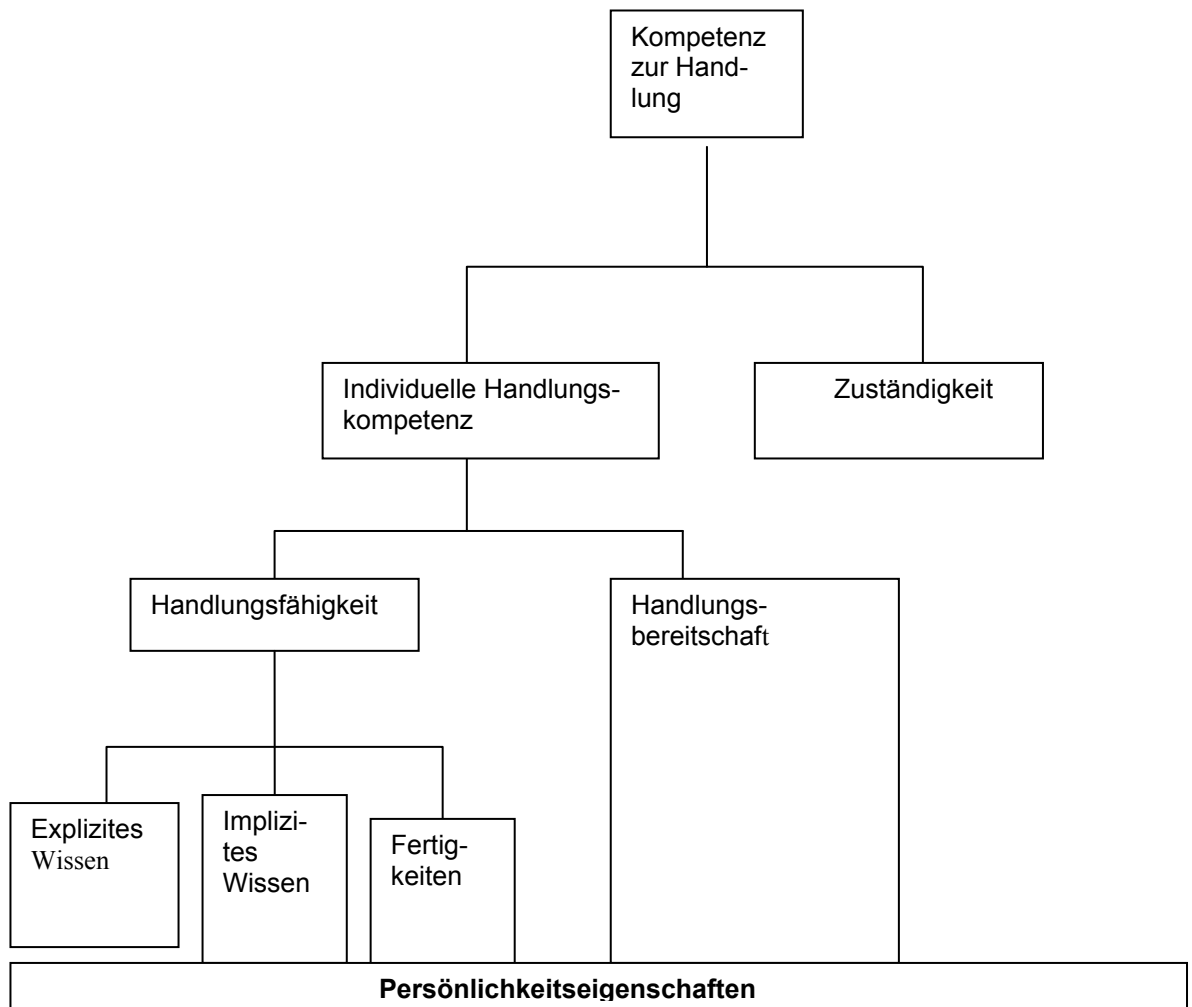 Kompetenz
zur Hand-
lung
Individuelle Handlungs-
kompetenz
Zuständigkeit
Handlungsfähigkeit
Handlungs-
bereitschaft
Explizites
Wissen
Implizi-
tes
Wissen
Fertig-
keiten
Persönlichkeitseigenschaften